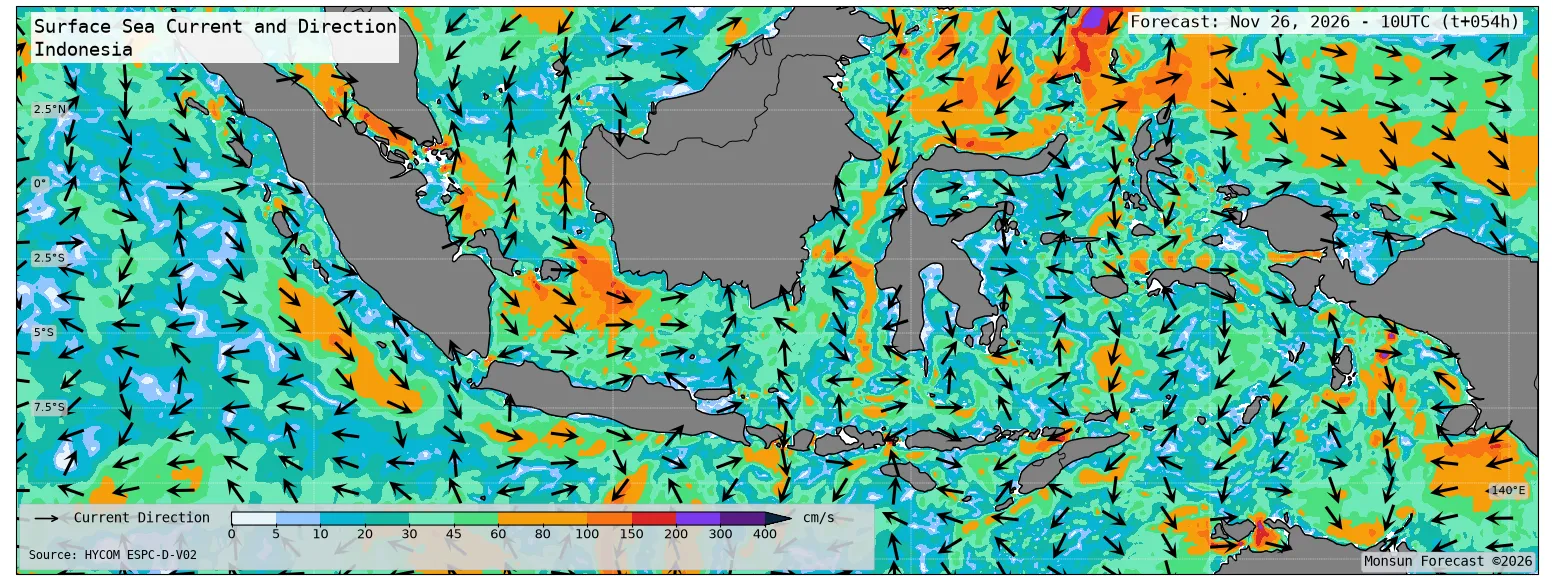 Surface Sea Current and Direction
Indonesia
Forecast: Nov 26, 2026 - 10UTC (t+054h)
2.5°N
0°
2.5°S
5°S
7.5°S
140°E
Current Direction
0 5 10 20 30 45 60 80 100 150 200 300 400 cm/s
Source: HYCOM ESPC-D-V02
Monsun Forecast ©2026